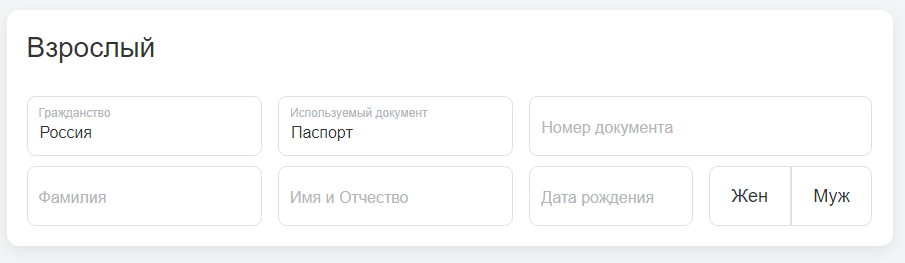 Взрослый
Гражданство
Россия
Используемый документ
Паспорт
Номер документа
Фамилия
Имя и Отчество
Дата рождения
Жен
Муж